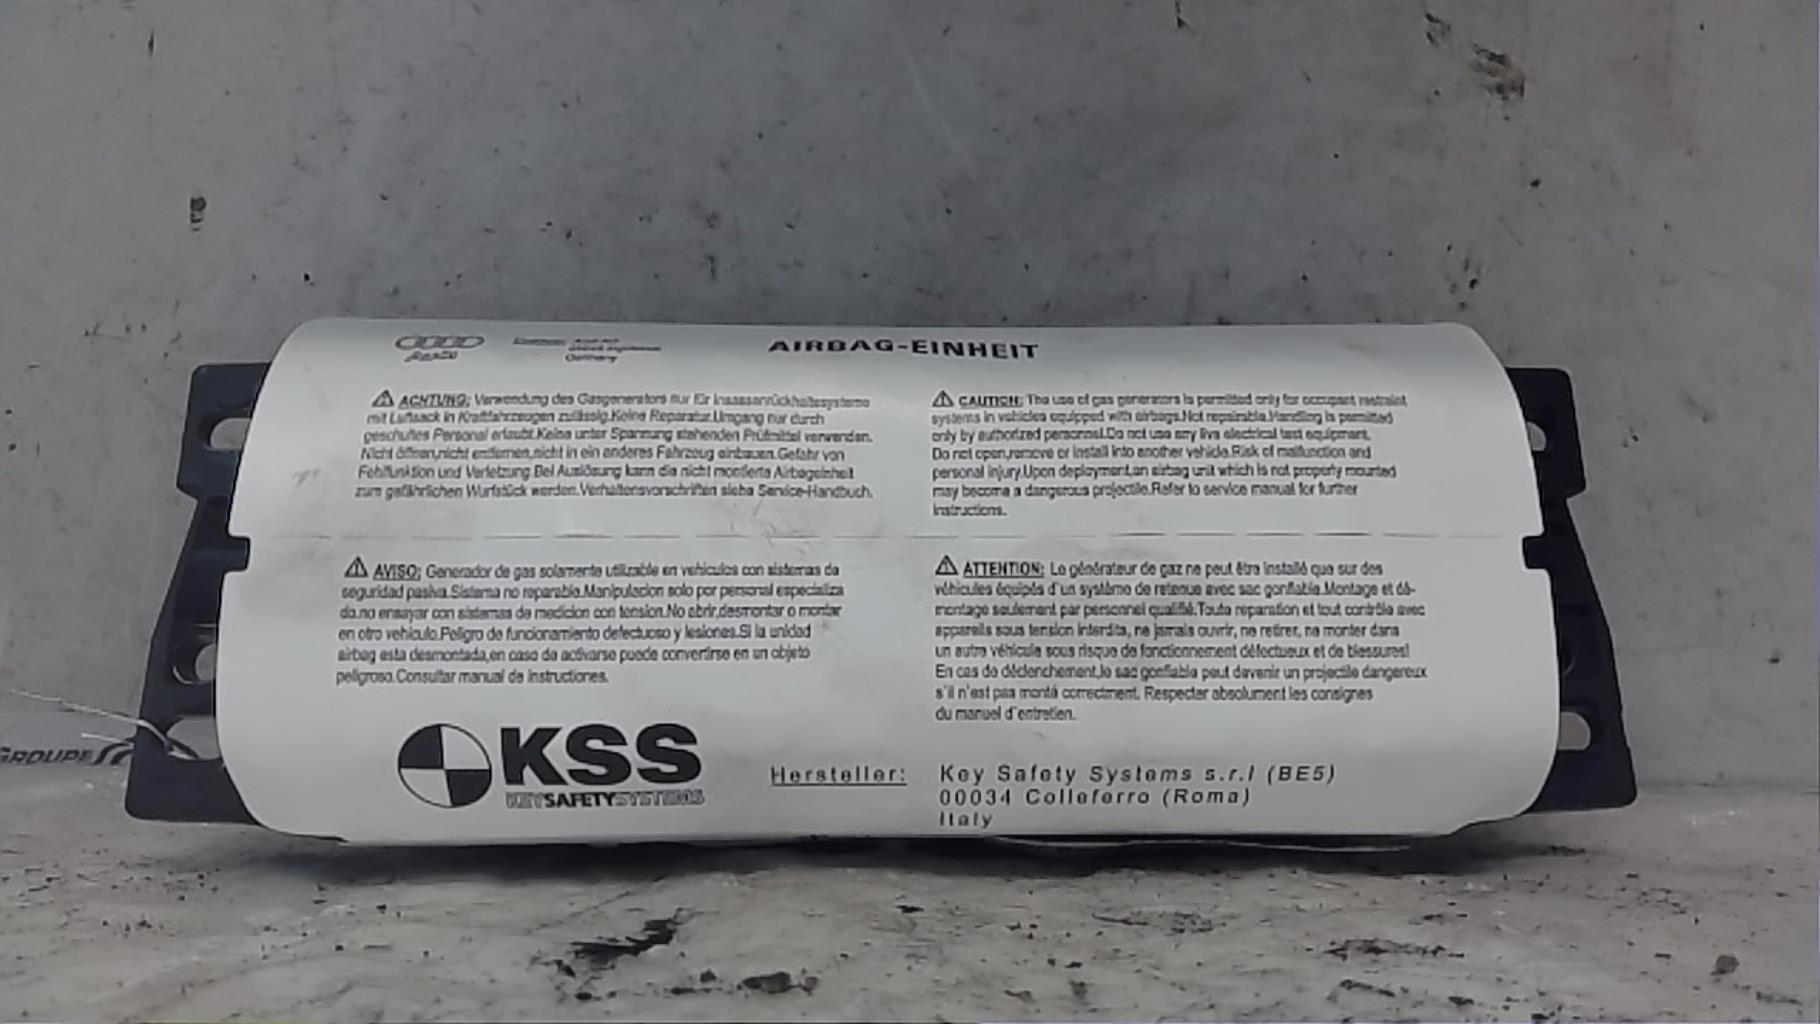 Audi
Audi AG
Germany
AIRBAG-EINHEIT
ACHTUNG: Verwendung des Gasgenerators nur für Insassenrückhaltesysteme
mit Luftsack in Kraftfahrzeugen zulässig.Keine Reparatur.Umgang nur durch
geschultes Personal erlaubt.Keine unter Spannung stehenden Prüfmittel verwenden.
Nicht öffnen,nicht entfernen,nicht in ein anderes Fahrzeug einbauen.Gefahr von
Fehlfunktion und Verletzung Bei Auslösung kann die nicht montierte Airbageinheit
zum gefährlichen Wurfstück werden.Verhaltensvorschriften siehe Service-Handbuch.
CAUTION: The use of gas generators is permitted only for occupant restraint
systems in vehicles equipped with airbags.Not repairable.Handling is permitted
only by authorized personnel.Do not use any live electrical test equipment.
Do not open,remove or install into another vehicle.Risk of malfunction and
personal injury.Upon deployment,an airbag unit which is not properly mounted
may become a dangerous projectile.Refer to service manual for further
instructions.
AVISO: Generador de gas solamente utilizable en vehiculos con sistemas de
seguridad pasiva.Sistema no reparable.Manipulacion solo por personal especializa
do.no ensayar con sistemas de medicion con tension.No abrir,desmontar o montar
en otro vehiculo.Peligro de funcionamiento defectuoso y lesiones.Si la unidad
airbag esta desmontada,en caso de activarse puede convertirse en un objeto
peligroso.Consultar manual de instructiones.
ATTENTION: Le générateur de gaz ne peut être installé que sur des
véhicules équipés d'un système de retenue avec sac gonflable.Montage et dé-
montage seulement par personnel qualifié.Toute reparation et tout contrôle avec
appareils sous tension interdits, ne jamais ouvrir, ne retirer, ne monter dans
un autre véhicule sous risque de fonctionnement défectueux et de blessures!
En cas de déclenchement,le sac gonflable peut devenir un projectile dangereux
s'il n'est pas monté correctment. Respecter absolument les consignes
du manuel d'entretien.
KSS
KEYSAFETYSYSTEMS
Hersteller:
Key Safety Systems s.r.l (BE5)
00034 Colleferro (Roma)
Italy
GROUPE